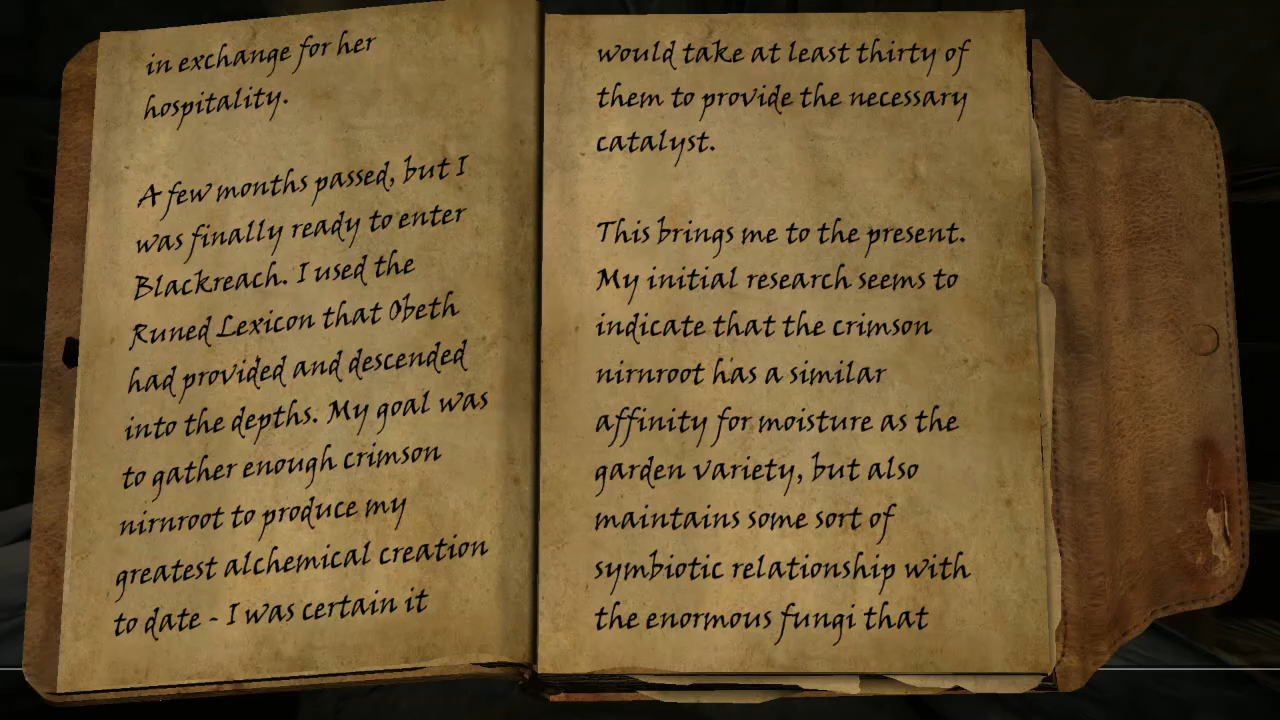 in exchange for her
hospitality.
A few months passed, but I
was finally ready to enter
Blackreach. I used the
Runed Lexicon that Obeth
had provided and descended
into the depths. My goal was
to gather enough crimson
nirnroot to produce my
greatest alchemical creation
to date - I was certain it
would take at least thirty of
them to provide the necessary
catalyst.
This brings me to the present.
My initial research seems to
indicate that the crimson
nirnroot has a similar
affinity for moisture as the
garden variety, but also
maintains some sort of
symbiotic relationship with
the enormous fungi that